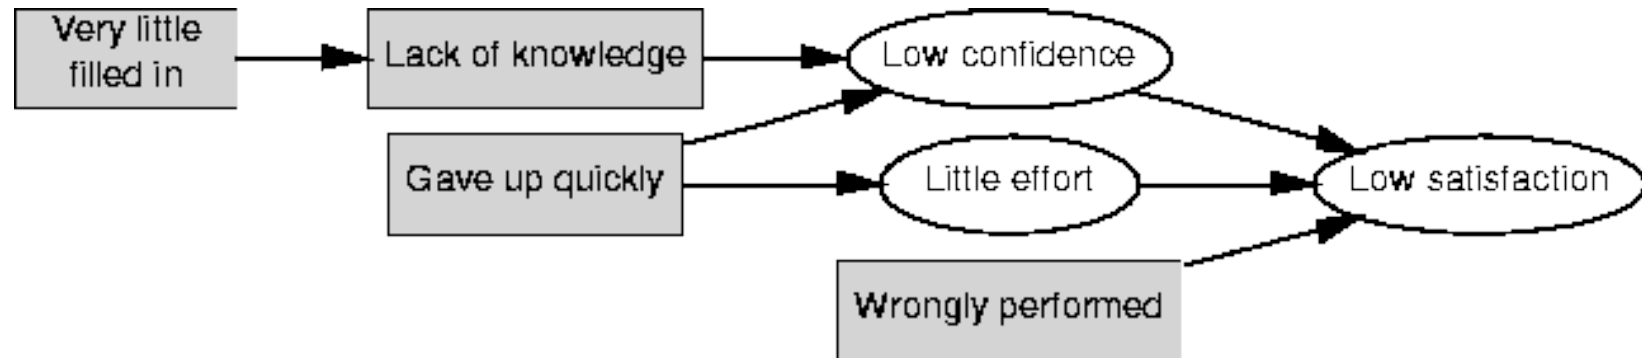 Very little
filled in
Lack of knowledge
Low confidence
Gave up quickly
Little effort
Low satisfaction
Wrongly performed